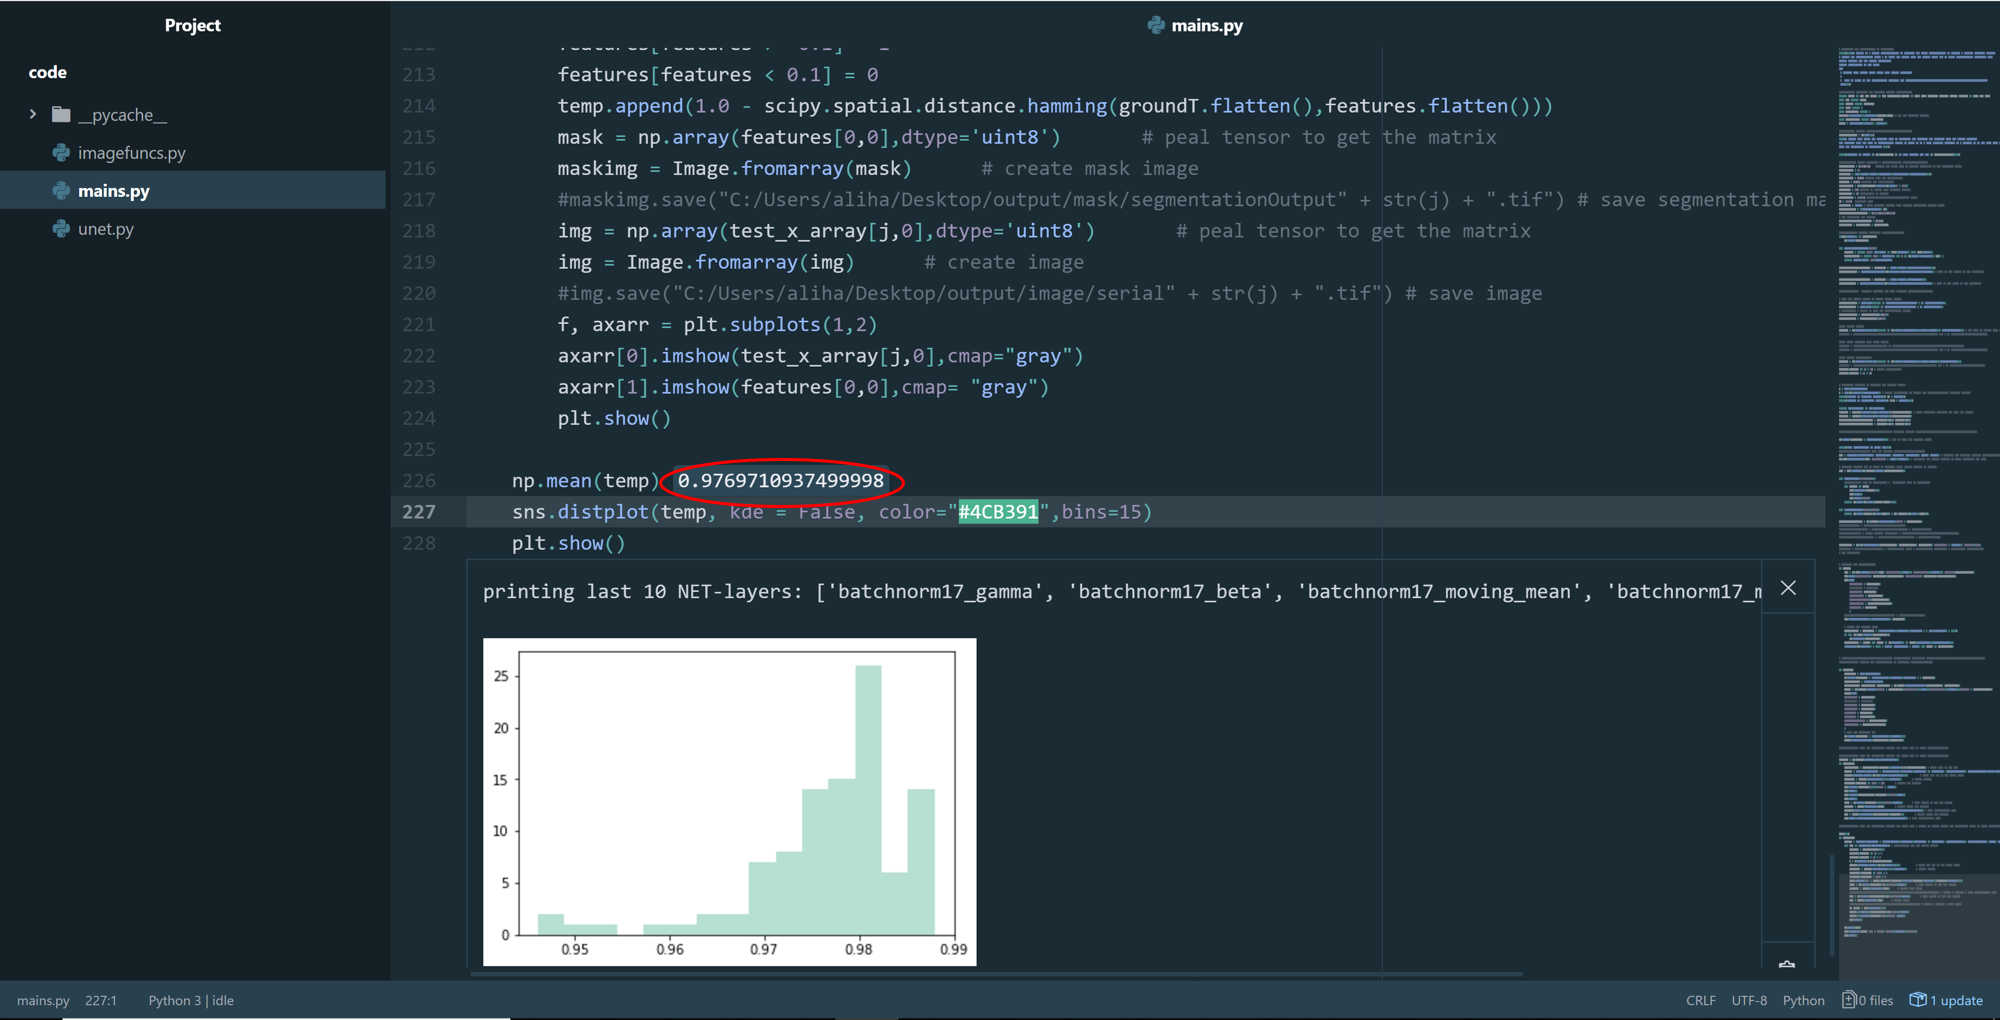 Project
mains.py
code
__pycache__
imagefuncs.py
mains.py
unet.py
213 features[features < 0.1] = 0
214 temp.append(1.0 - scipy.spatial.distance.hamming(groundT.flatten(),features.flatten()))
215 mask = np.array(features[0,0],dtype='uint8') # peal tensor to get the matrix
216 maskimg = Image.fromarray(mask) # create mask image
217 #maskimg.save("C:/Users/aliha/Desktop/output/mask/segmentationOutput" + str(j) + ".tif") # save segmentation ma
218 img = np.array(test_x_array[j,0],dtype='uint8') # peal tensor to get the matrix
219 img = Image.fromarray(img) # create image
220 #img.save("C:/Users/aliha/Desktop/output/image/serial" + str(j) + ".tif") # save image
221 f, axarr = plt.subplots(1,2)
222 axarr[0].imshow(test_x_array[j,0],cmap="gray")
223 axarr[1].imshow(features[0,0],cmap= "gray")
224 plt.show()
225
226 np.mean(temp) 0.9769710937499998
227 sns.distplot(temp, kde = False, color="#4CB391",bins=15)
228 plt.show()
printing last 10 NET-layers: ['batchnorm17_gamma', 'batchnorm17_beta', 'batchnorm17_moving_mean', 'batchnorm17_m
25
20
15
10
5
0
0.95 0.96 0.97 0.98 0.99
mains.py 227:1 Python 3 | idle CRLF UTF-8 Python 0 files 1 update